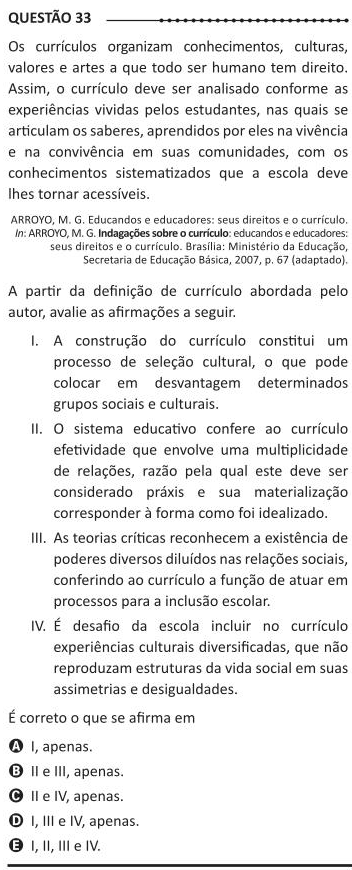 QUESTÃO 33
Os currículos organizam conhecimentos, culturas,
valores e artes a que todo ser humano tem direito.
Assim, o currículo deve ser analisado conforme as
experiências vividas pelos estudantes, nas quais se
articulam os saberes, aprendidos por eles na vivência
e na convivência em suas comunidades, com os
conhecimentos sistematizados que a escola deve
lhes tornar acessíveis.
ARROYO, M. G. Educandos e educadores: seus direitos e o currículo.
In: ARROYO, M. G. Indagações sobre o currículo: educandos e educadores:
seus direitos e o currículo. Brasília: Ministério da Educação,
Secretaria de Educação Básica, 2007, p. 67 (adaptado).
A partir da definição de currículo abordada pelo
autor, avalie as afirmações a seguir.
I. A construção do currículo constitui um
processo de seleção cultural, o que pode
colocar em desvantagem determinados
grupos sociais e culturais.
II. O sistema educativo confere ao currículo
efetividade que envolve uma multiplicidade
de relações, razão pela qual este deve ser
considerado práxis e sua materialização
corresponder à forma como foi idealizado.
III. As teorias críticas reconhecem a existência de
poderes diversos diluídos nas relações sociais,
conferindo ao currículo a função de atuar em
processos para a inclusão escolar.
IV. É desafio da escola incluir no currículo
experiências culturais diversificadas, que não
reproduzam estruturas da vida social em suas
assimetrias e desigualdades.
É correto o que se afirma em
A I, apenas.
B II e III, apenas.
C II e IV, apenas.
D I, III e IV, apenas.
E I, II, III e IV.